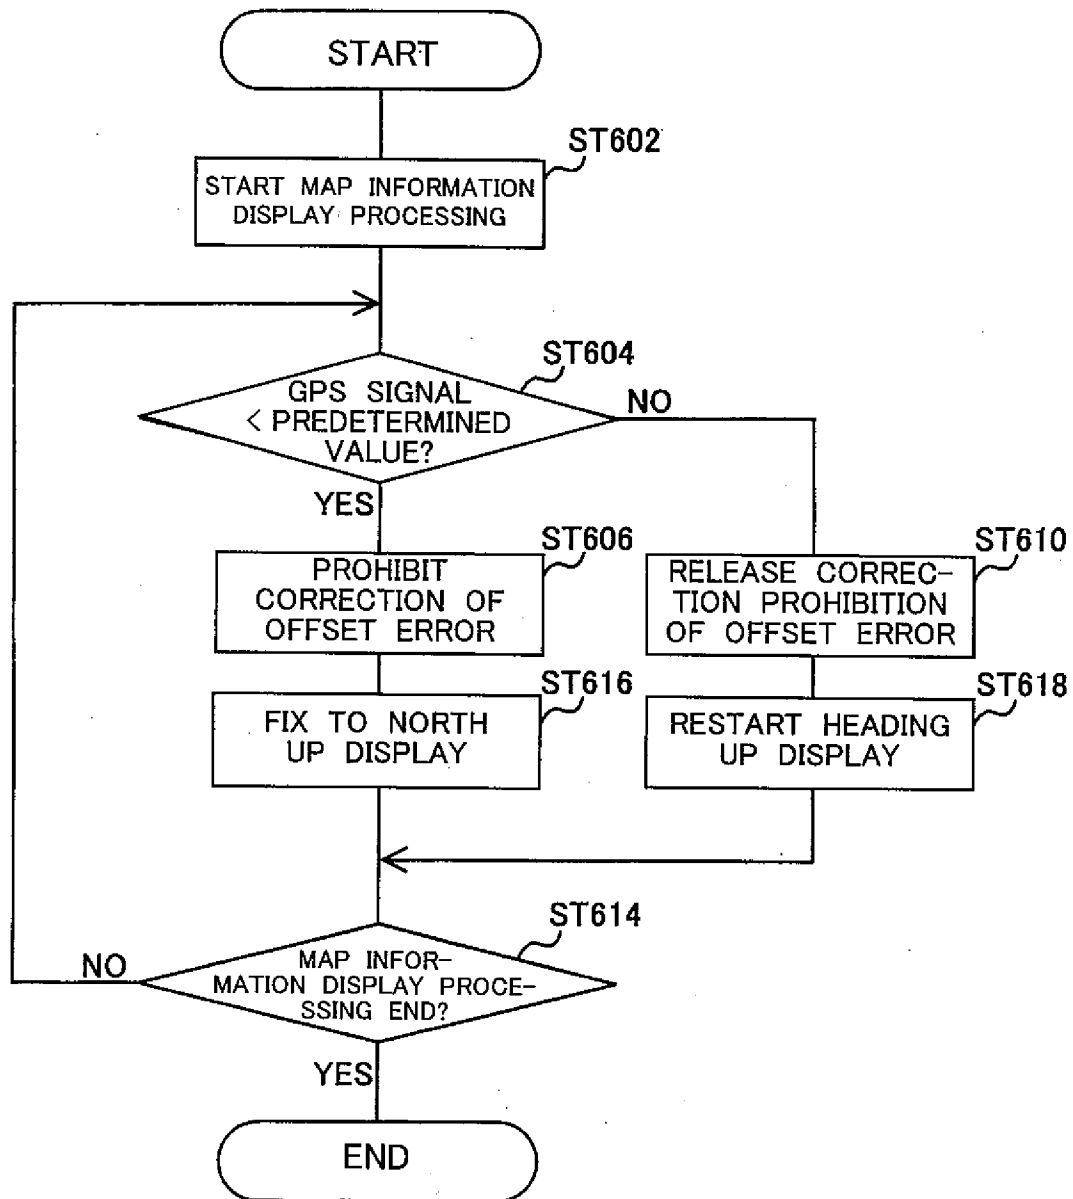 START
ST602
START MAP INFORMATION
DISPLAY PROCESSING
ST604
GPS SIGNAL
< PREDETERMINED
VALUE?
NO
YES
ST606
PROHIBIT
CORRECTION OF
OFFSET ERROR
ST610
RELEASE CORREC-
TION PROHIBITION
OF OFFSET ERROR
ST616
FIX TO NORTH
UP DISPLAY
ST618
RESTART HEADING
UP DISPLAY
ST614
MAP INFOR-
MATION DISPLAY PROCE-
SSING END?
NO
YES
END